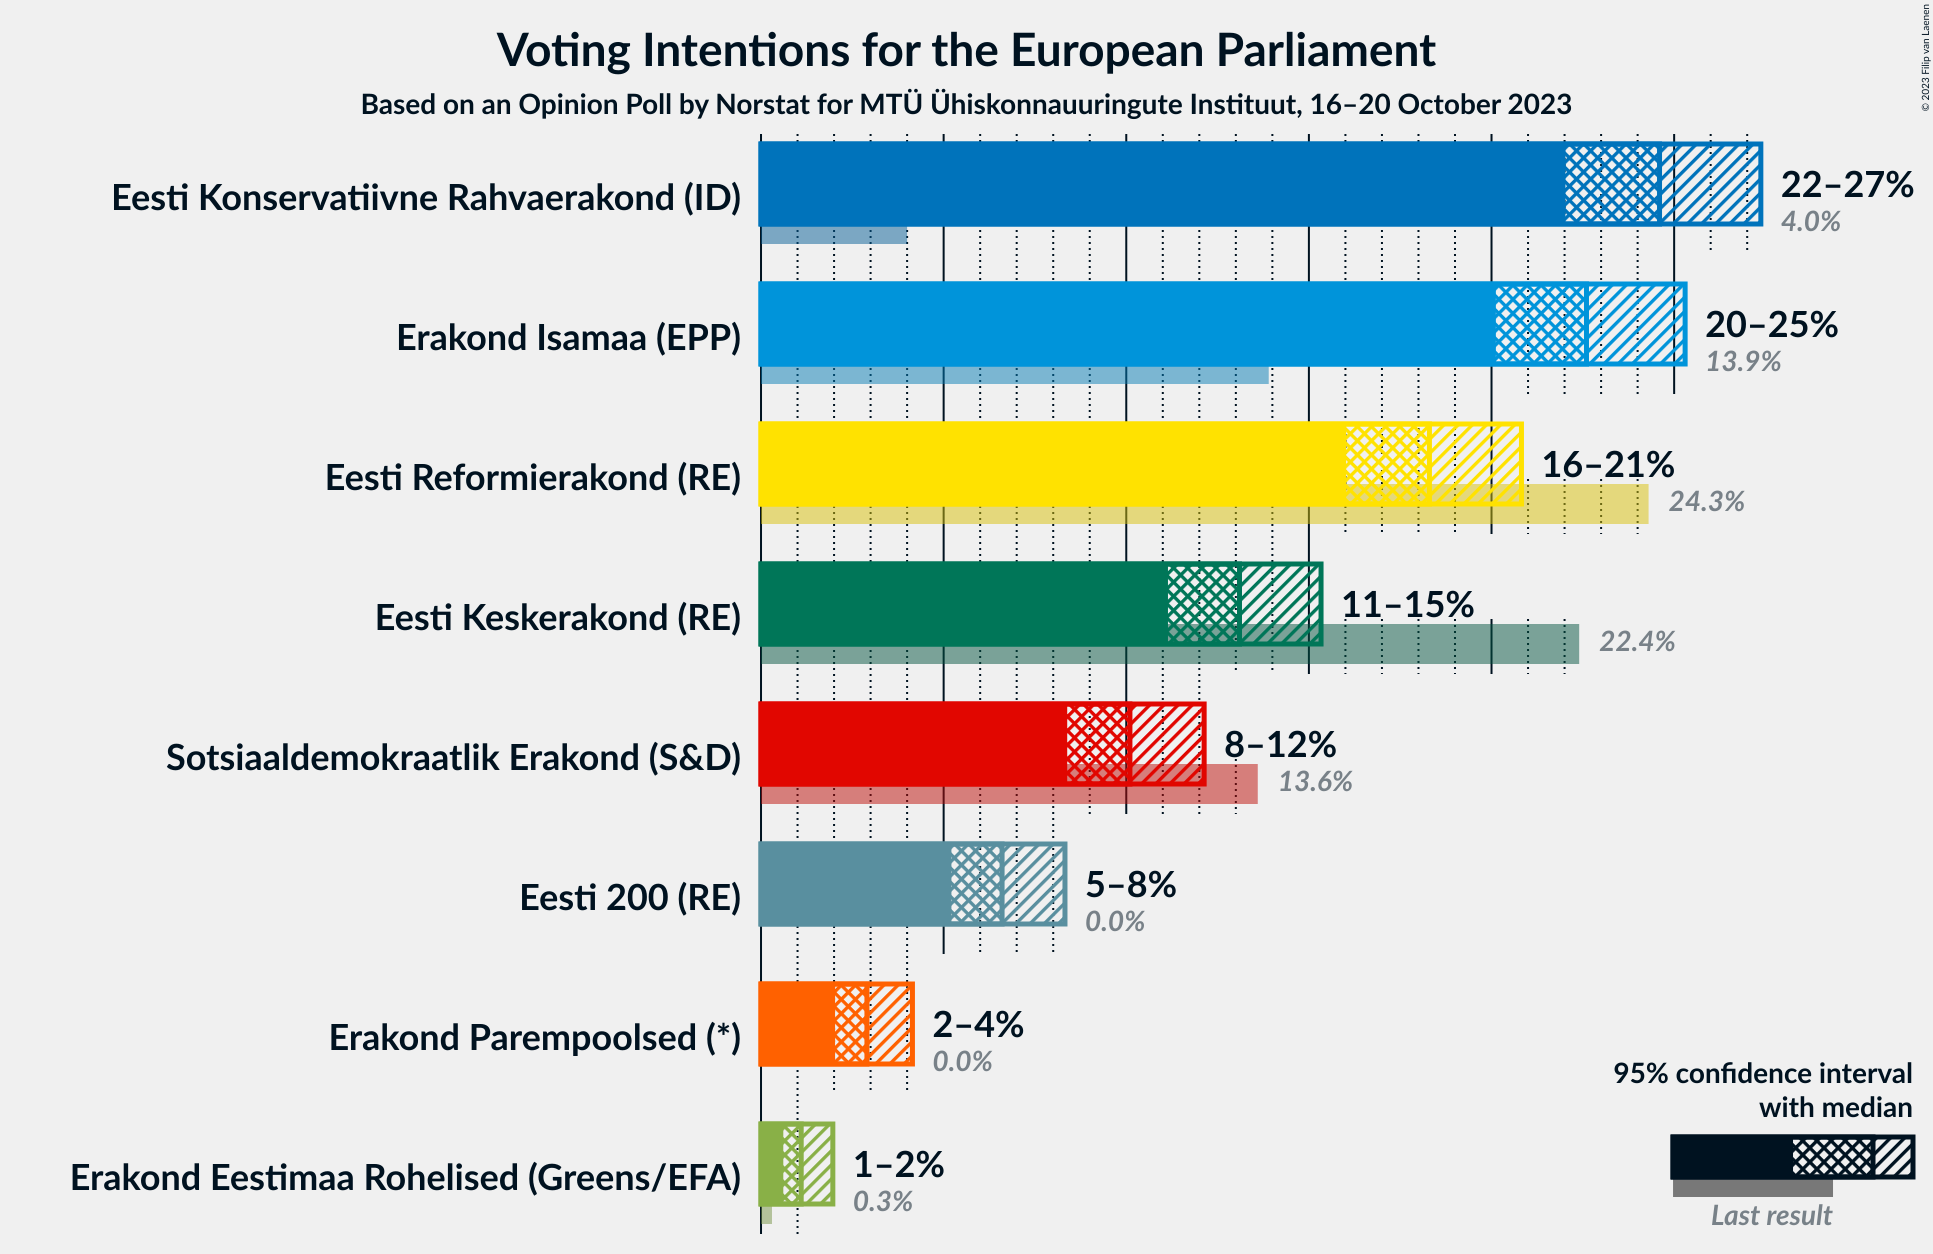 Voting Intentions for the European Parliament
Based on an Opinion Poll by Norstat for MTÜ Ühiskonnauuringute Instituut, 16–20 October 2023
© 2023 Filip van Laenen
Eesti Konservatiivne Rahvaerakond (ID)
22–27%
4.0%
Erakond Isamaa (EPP)
20–25%
13.9%
Eesti Reformierakond (RE)
16–21%
24.3%
Eesti Keskerakond (RE)
11–15%
22.4%
Sotsiaaldemokraatlik Erakond (S&D)
8–12%
13.6%
Eesti 200 (RE)
5–8%
0.0%
Erakond Parempoolsed (*)
2–4%
0.0%
Erakond Eestimaa Rohelised (Greens/EFA)
1–2%
0.3%
95% confidence interval
with median
Last result